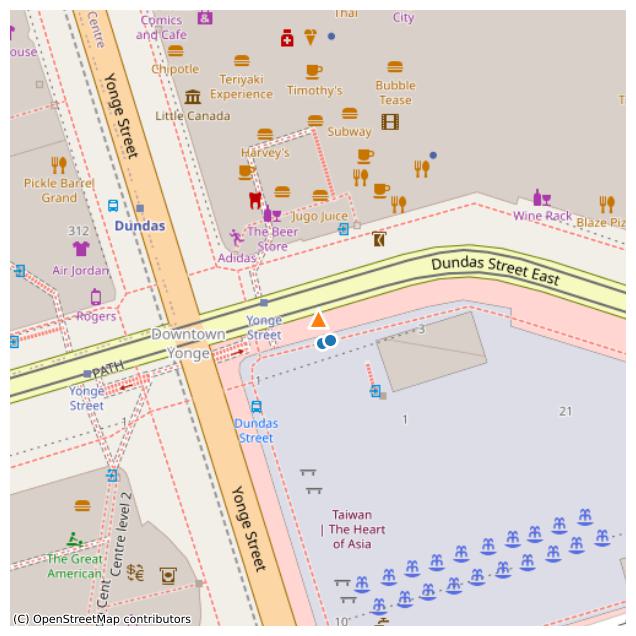 Thai
City
Comics
and Cafe
Centre
ouse
Chipotle
Teriyaki
Experience
Timothy's
Bubble
Tease
Little Canada
Subway
Yonge Street
Harvey's
Pickle Barrel
Grand
Jugo Juice
Wine Rack
Blaze Piz
Dundas
312
The Beer
Store
Adidas
Air Jordan
Dundas Street East
Rogers
Yonge
Street
Downtown
Yonge
3
PATH
Yonge
Street
1
1
21
1
Dundas
Street
Centre level 2
Cent
Yonge Street
Taiwan
| The Heart
of Asia
The Great
American
10
(C) OpenStreetMap contributors